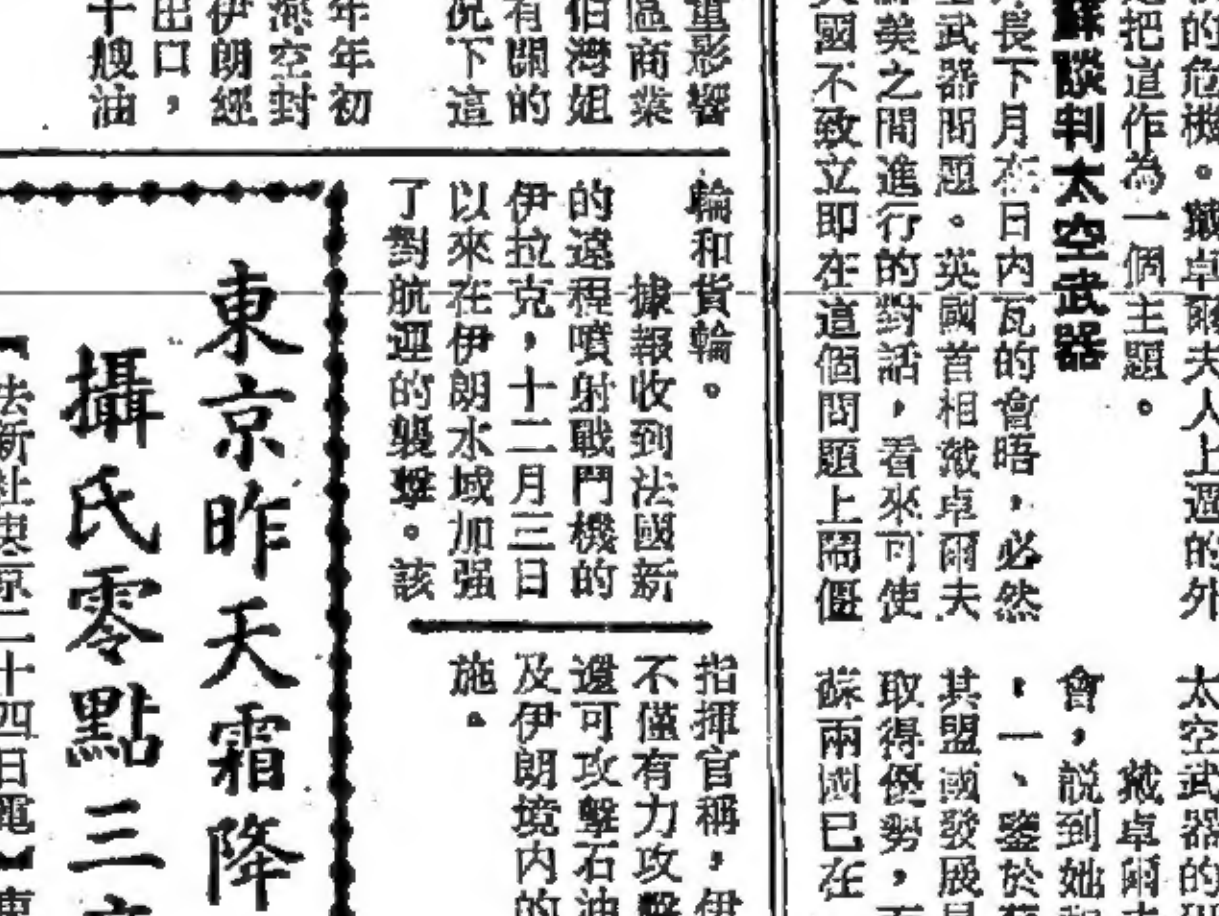 的危機。戴卓爾夫人上週的外
把這作為一個主題。
談判太空武器
長下月在日內瓦的會晤，必然
武器問題。英國首相戴卓爾夫
美之間進行的對話，看來可使
國不致立即在這個問題上鬧僵
太空武器的
戴卓爾
會，說到她
，一、鑒於
其盟國發展
取得優勢，
蘇兩國已在
重影響
區商業
伯灣姐
有關的
況下這
年年初
空封
伊朗經
出口，
十艘油
輪和貨輪。
據報收到法國新
的遠程噴射戰鬥機的
伊拉克，十二月三日
以來在伊朗水域加强
了對航運的襲擊。該
指揮官稱，伊
不僅有力攻擊
還可攻擊石油
及伊朗境內的
施。
東京昨天霜降
攝氏零點三
【法新社東京二十四日電】東